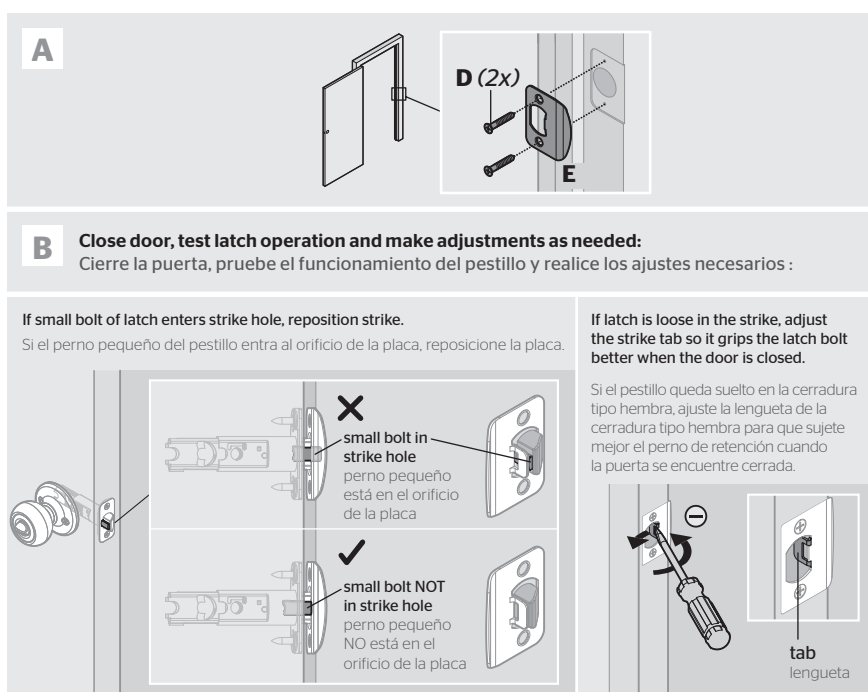 A
D (2x)
E
B
Close door, test latch operation and make adjustments as needed:
Cierre la puerta, pruebe el funcionamiento del pestillo y realice los ajustes necesarios :
If small bolt of latch enters strike hole, reposition strike.
Si el perno pequeño del pestillo entra al orificio de la placa, reposicione la placa.
small bolt in
strike hole
perno pequeño
está en el orificio
de la placa
small bolt NOT
in strike hole
perno pequeño
NO está en el
orificio de la placa
If latch is loose in the strike, adjust
the strike tab so it grips the latch bolt
better when the door is closed.
Si el pestillo queda suelto en la cerradura
tipo hembra, ajuste la lengueta de la
cerradura tipo hembra para que sujete
mejor el perno de retención cuando
la puerta se encuentre cerrada.
tab
lengueta